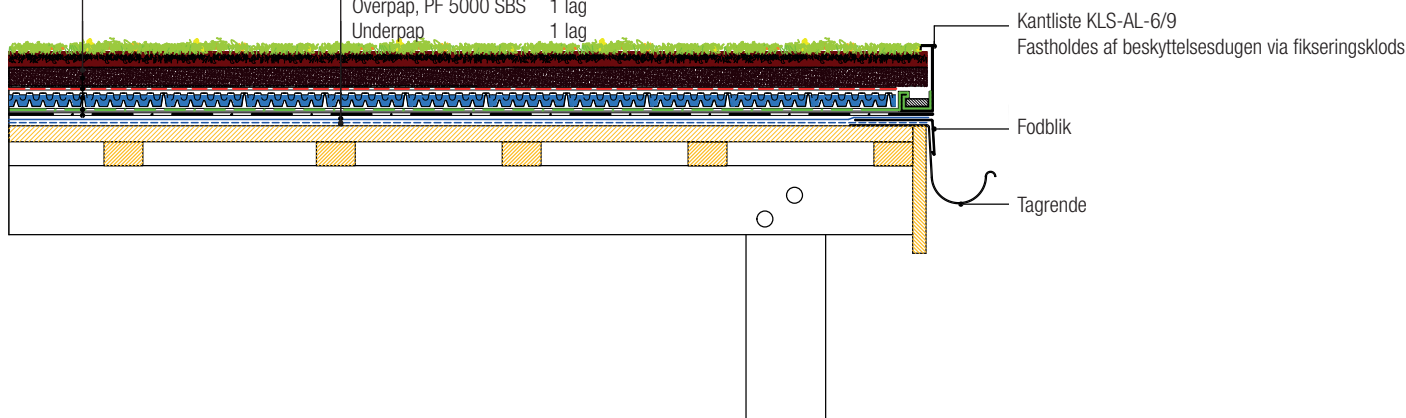 Overpap, PF 5000 SBS 1 lag
Underpap 1 lag
Kantliste KLS-AL-6/9
Fastholdes af beskyttelsesdugen via fikseringsklods
Fodblik
Tagrende